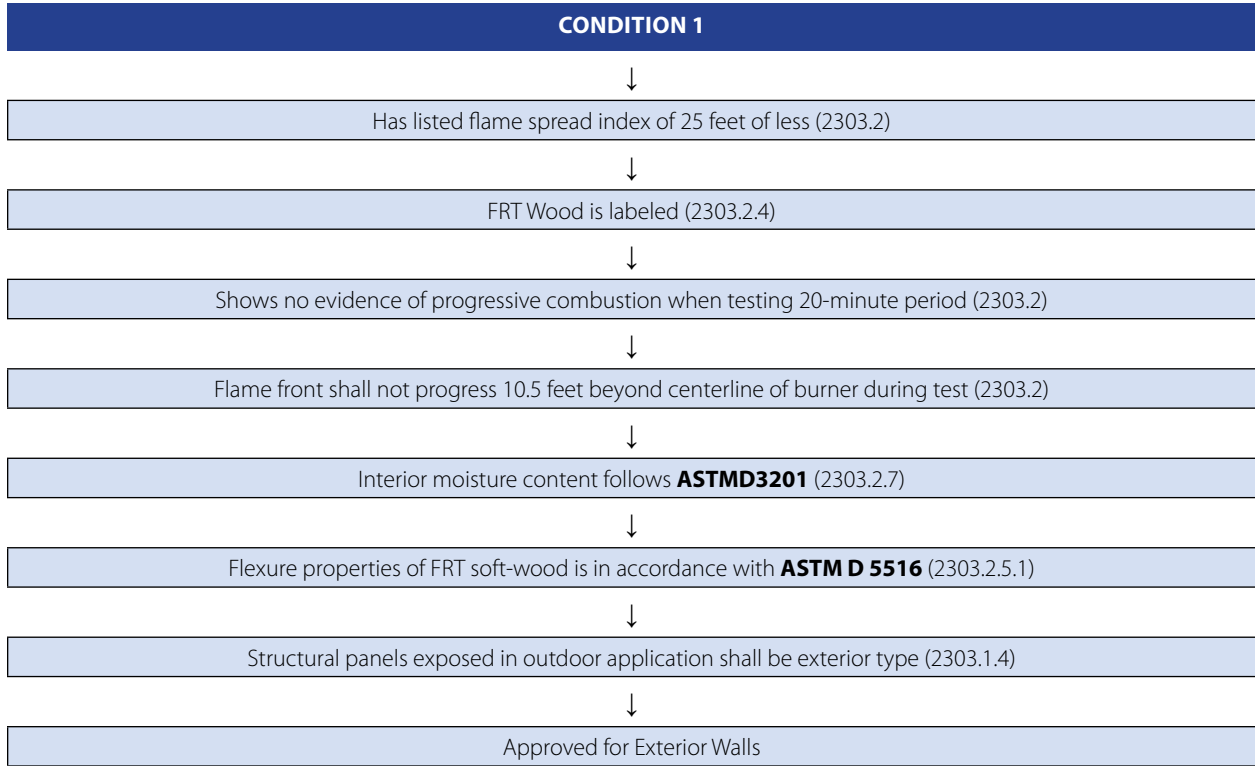 CONDITION 1
↓
Has listed flame spread index of 25 feet of less (2303.2)
↓
FRT Wood is labeled (2303.2.4)
↓
Shows no evidence of progressive combustion when testing 20-minute period (2303.2)
↓
Flame front shall not progress 10.5 feet beyond centerline of burner during test (2303.2)
↓
Interior moisture content follows ASTMD3201 (2303.2.7)
↓
Flexure properties of FRT soft-wood is in accordance with ASTM D 5516 (2303.2.5.1)
↓
Structural panels exposed in outdoor application shall be exterior type (2303.1.4)
↓
Approved for Exterior Walls